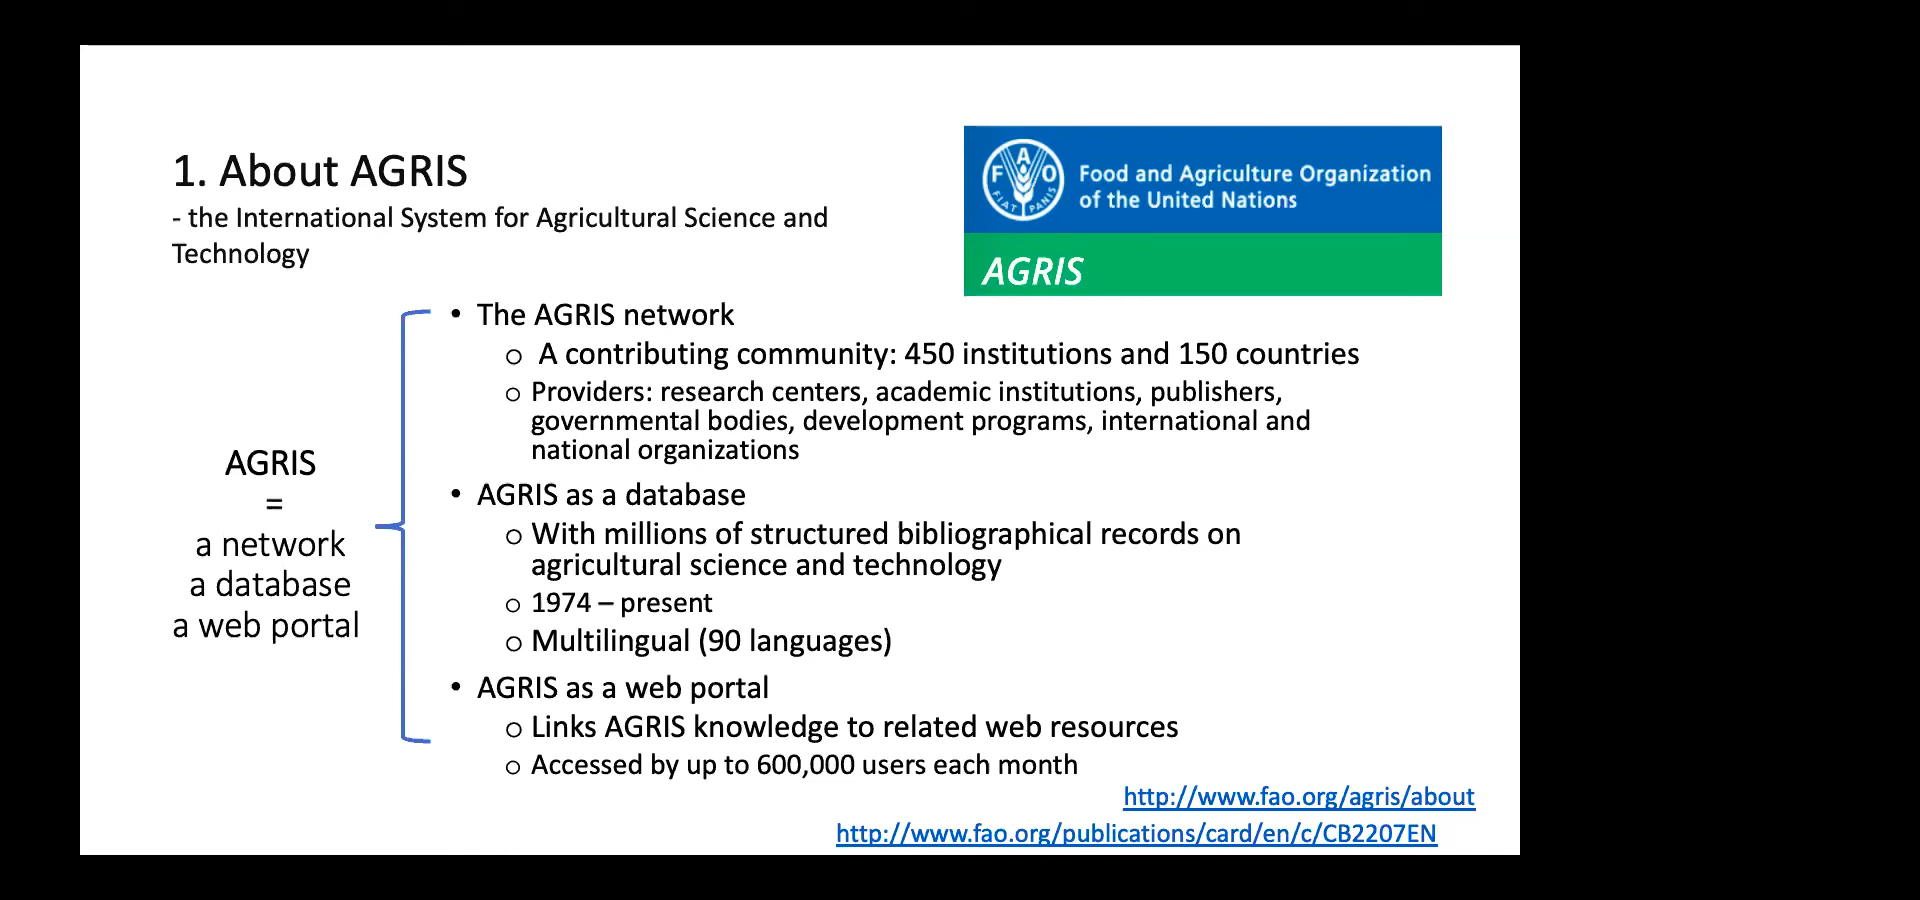 1. About AGRIS
- the International System for Agricultural Science and
Technology
FAO
FIAT PANIS
Food and Agriculture Organization
of the United Nations
AGRIS
AGRIS
=
a network
a database
a web portal
• The AGRIS network
o A contributing community: 450 institutions and 150 countries
o Providers: research centers, academic institutions, publishers,
governmental bodies, development programs, international and
national organizations
• AGRIS as a database
o With millions of structured bibliographical records on
agricultural science and technology
o 1974 – present
o Multilingual (90 languages)
• AGRIS as a web portal
o Links AGRIS knowledge to related web resources
o Accessed by up to 600,000 users each month
http://www.fao.org/agris/about
http://www.fao.org/publications/card/en/c/CB2207EN